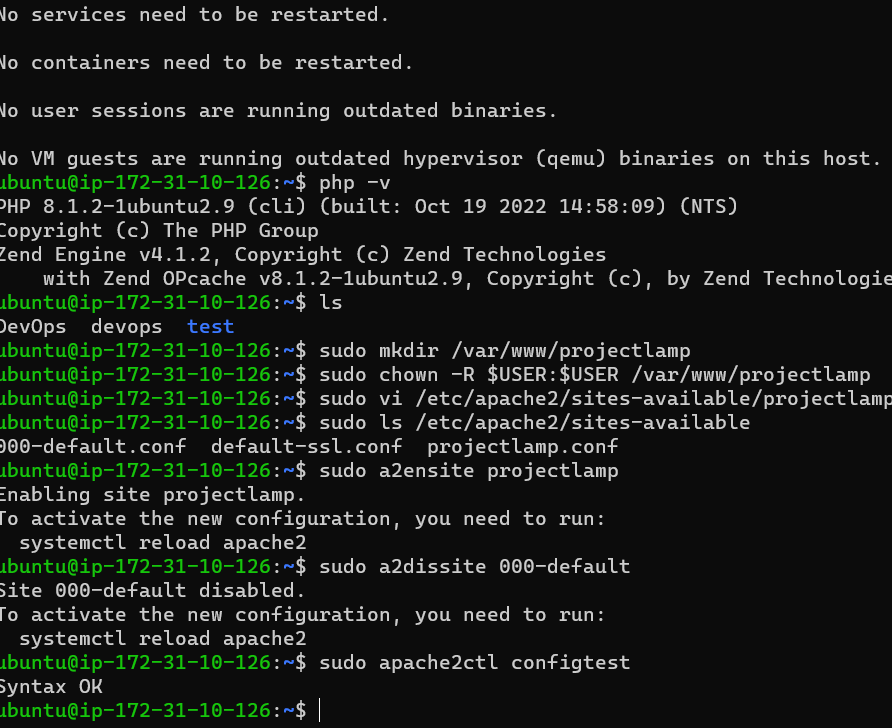 No services need to be restarted.
No containers need to be restarted.
No user sessions are running outdated binaries.
No VM guests are running outdated hypervisor (qemu) binaries on this host.
ubuntu@ip-172-31-10-126:~$ php -v
PHP 8.1.2-1ubuntu2.9 (cli) (built: Oct 19 2022 14:58:09) (NTS)
Copyright (c) The PHP Group
Zend Engine v4.1.2, Copyright (c) Zend Technologies
    with Zend OPcache v8.1.2-1ubuntu2.9, Copyright (c), by Zend Technologie
ubuntu@ip-172-31-10-126:~$ ls
DevOps  devops  test
ubuntu@ip-172-31-10-126:~$ sudo mkdir /var/www/projectlamp
ubuntu@ip-172-31-10-126:~$ sudo chown -R $USER:$USER /var/www/projectlamp
ubuntu@ip-172-31-10-126:~$ sudo vi /etc/apache2/sites-available/projectlamp
ubuntu@ip-172-31-10-126:~$ sudo ls /etc/apache2/sites-available
000-default.conf  default-ssl.conf  projectlamp.conf
ubuntu@ip-172-31-10-126:~$ sudo a2ensite projectlamp
Enabling site projectlamp.
To activate the new configuration, you need to run:
  systemctl reload apache2
ubuntu@ip-172-31-10-126:~$ sudo a2dissite 000-default
Site 000-default disabled.
To activate the new configuration, you need to run:
  systemctl reload apache2
ubuntu@ip-172-31-10-126:~$ sudo apache2ctl configtest
Syntax OK
ubuntu@ip-172-31-10-126:~$